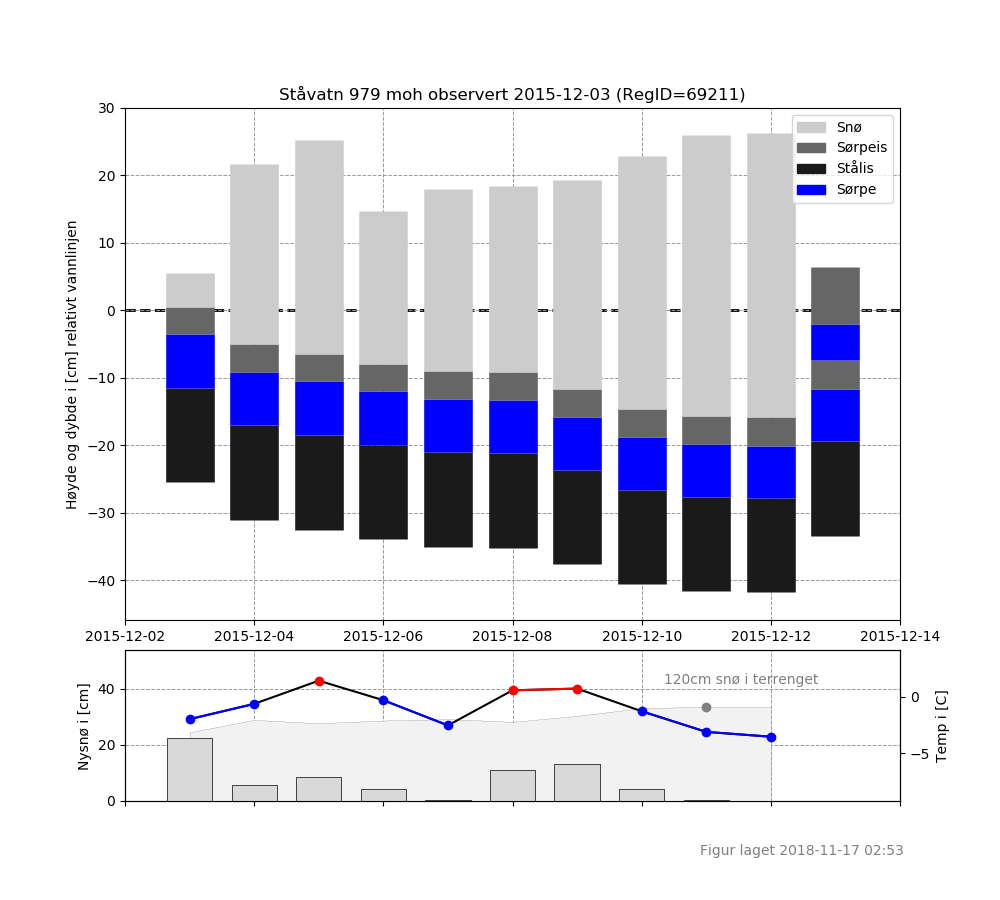 Ståvatn 979 moh observert 2015-12-03 (RegID=69211)
Høyde og dybde i [cm] relativt vannlinjen
30
20
10
0
−10
−20
−30
−40
Snø
Sørpeis
Stålis
Sørpe
2015-12-02 2015-12-04 2015-12-06 2015-12-08 2015-12-10 2015-12-12 2015-12-14
Nysnø i [cm]
40
20
0
120cm snø i terrenget
0
−5
Temp i [C]
Figur laget 2018-11-17 02:53